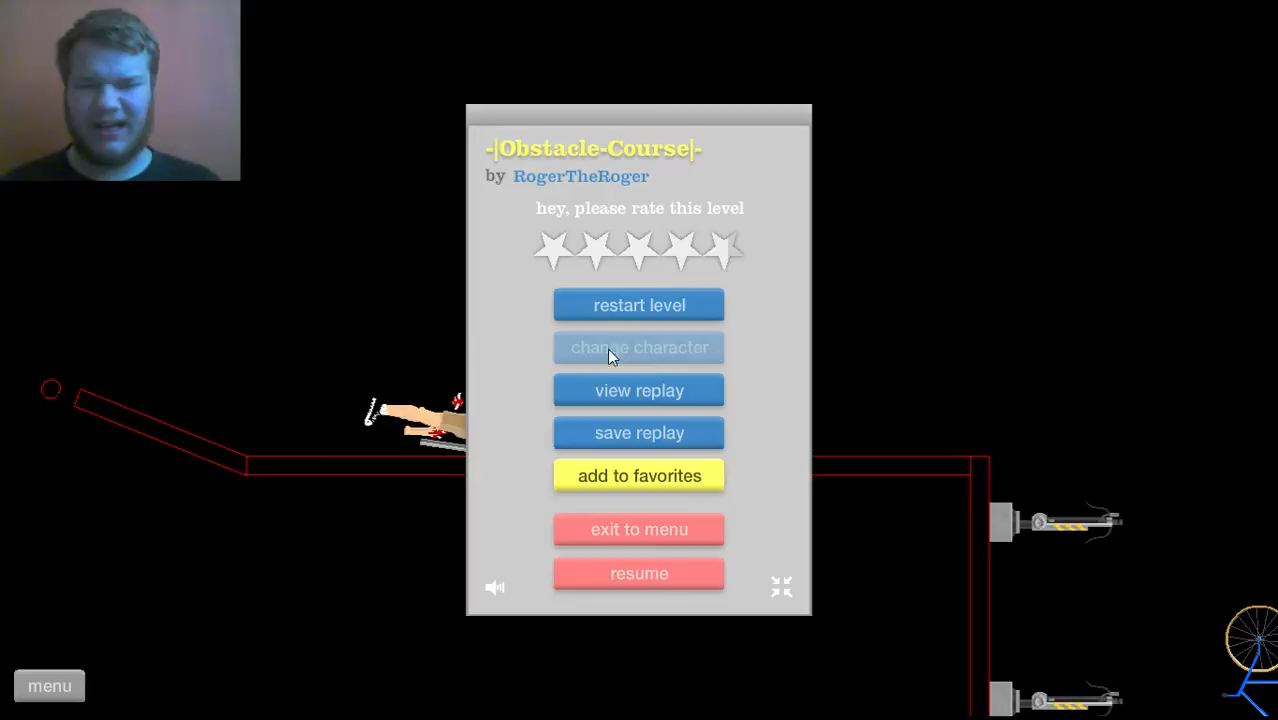 -|Obstacle-Course|-
by RogerTheRoger
hey, please rate this level
restart level
change character
view replay
save replay
add to favorites
exit to menu
resume
menu